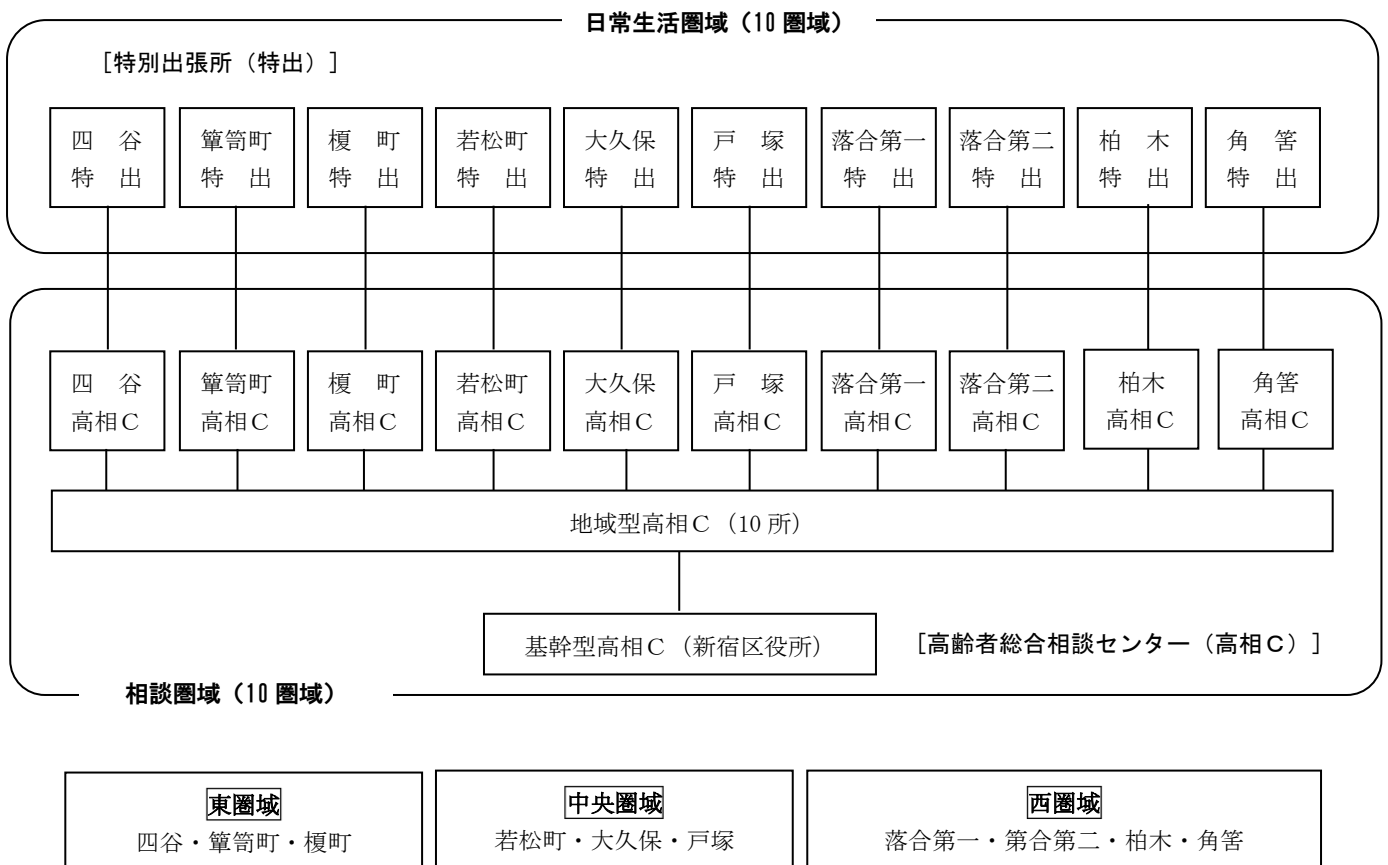 日常生活圏域（10 圏域）
［特別出張所（特出）］
四 谷
特 出
簞笥町
特 出
榎 町
特 出
若松町
特 出
大久保
特 出
戸 塚
特 出
落合第一
特 出
落合第二
特 出
柏 木
特 出
角 筈
特 出
四 谷
高相C
簞笥町
高相C
榎 町
高相C
若松町
高相C
大久保
高相C
戸 塚
高相C
落合第一
高相C
落合第二
高相C
柏木
高相C
角筈
高相C
地域型高相C（10 所）
基幹型高相C（新宿区役所）
［高齢者総合相談センター（高相C）］
相談圏域（10 圏域）
東圏域
四谷・簞笥町・榎町
中央圏域
若松町・大久保・戸塚
西圏域
落合第一・第合第二・柏木・角筈